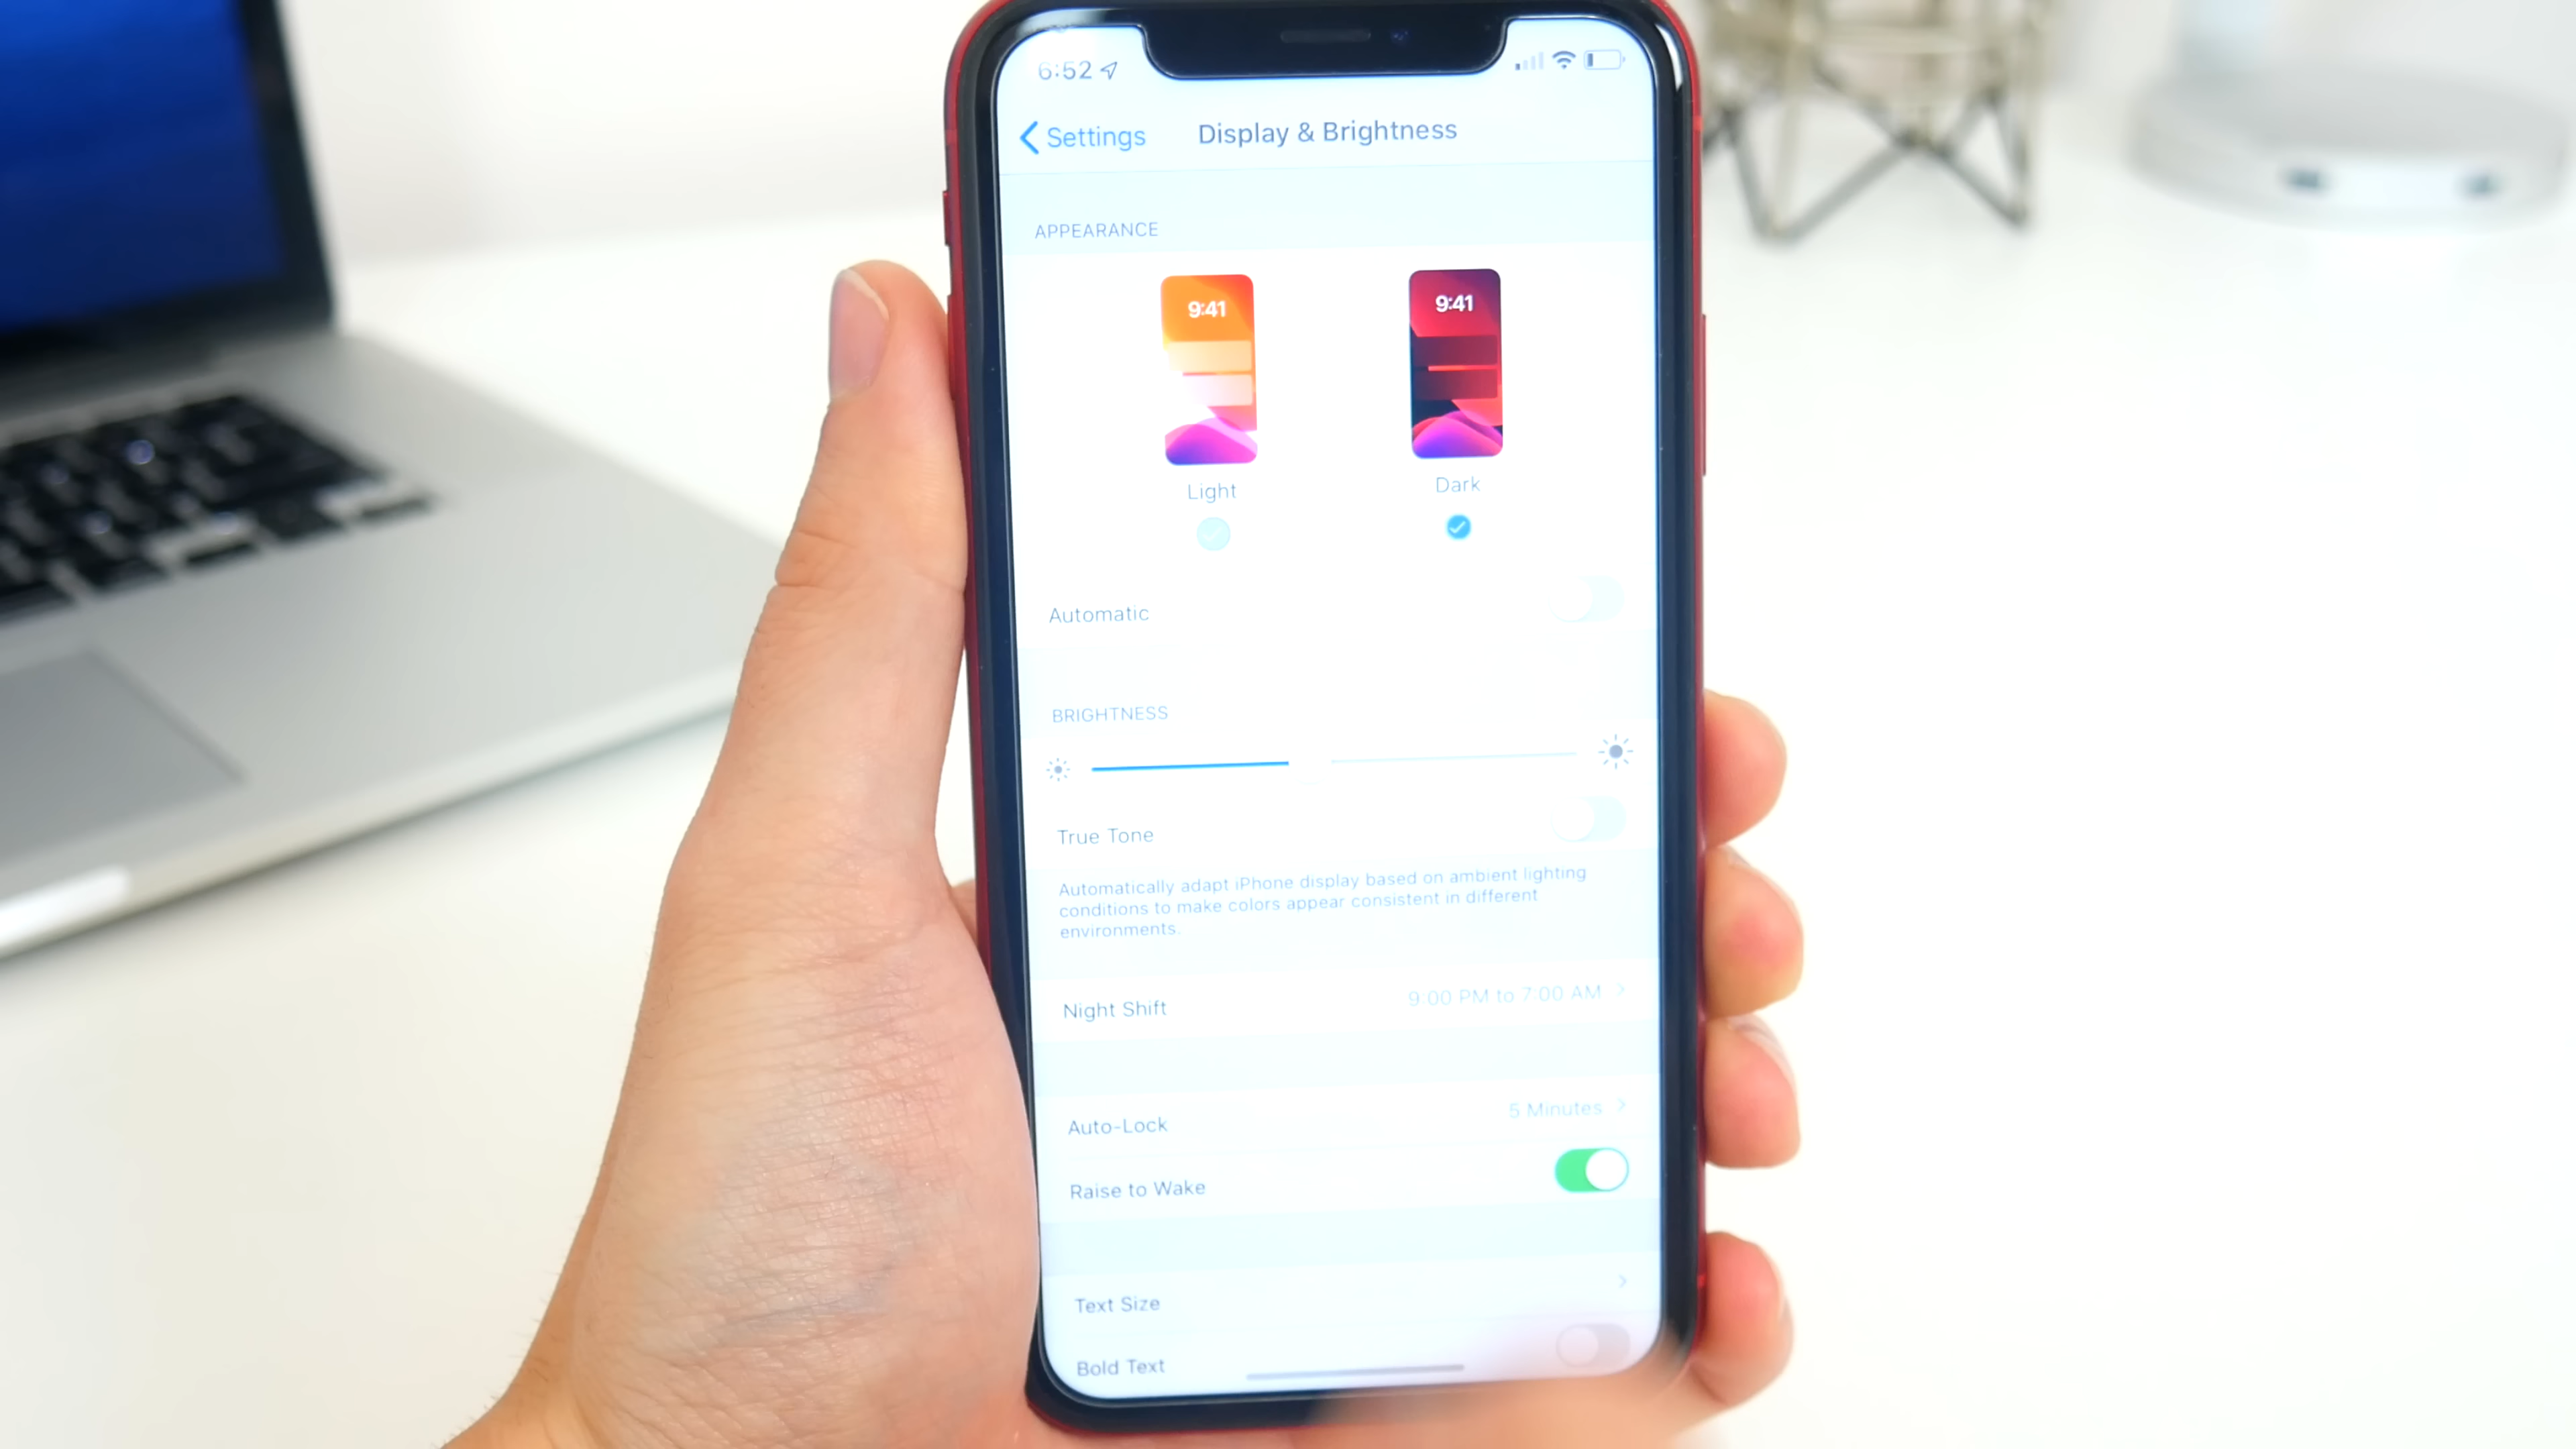 6:52
Settings
Display & Brightness
APPEARANCE
9:41
9:41
Light
Dark
Automatic
BRIGHTNESS
True Tone
Automatically adapt iPhone display based on ambient lighting
conditions to make colors appear consistent in different
environments.
Night Shift
9:00 PM to 7:00 AM
Auto-Lock
5 Minutes
Raise to Wake
Text Size
Bold Text